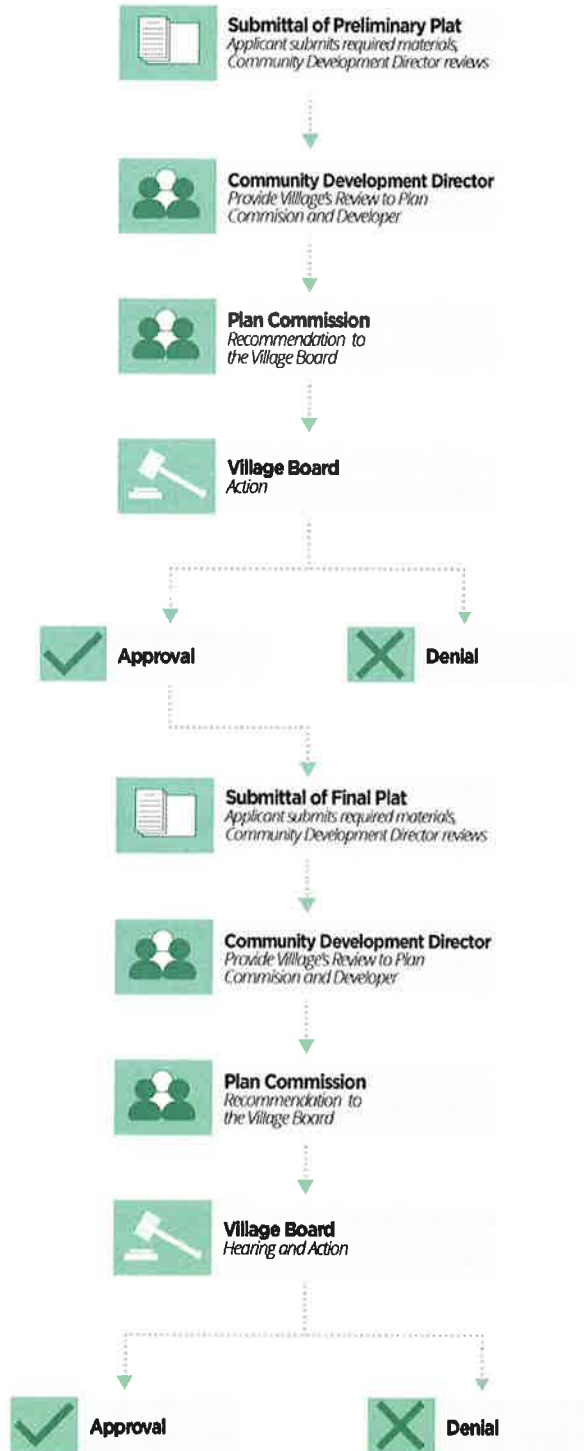 Submittal of Preliminary Plat
Applicant submits required materials,
Community Development Director reviews
Community Development Director
Provide Villlage's Review to Plan
Commision and Developer
Plan Commission
Recommendation to
the Village Board
Village Board
Action
Approval
Denial
Submittal of Final Plat
Applicant submits required materials,
Community Development Director reviews
Community Development Director
Provide Villlage's Review to Plan
Commision and Developer
Plan Commission
Recommendation to
the Village Board
Village Board
Hearing and Action
Approval
Denial